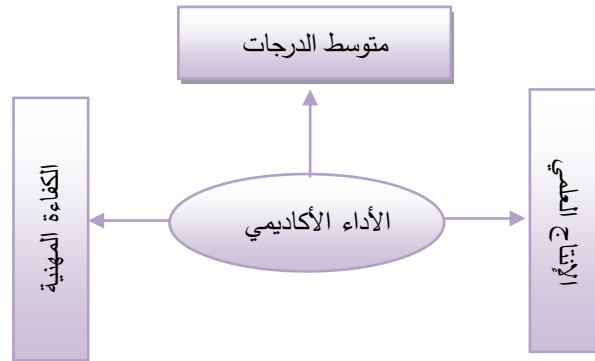 متوسط الدرجات
الإنتاج العلمي
الأداء الأكاديمي
الكفاءة المهنية